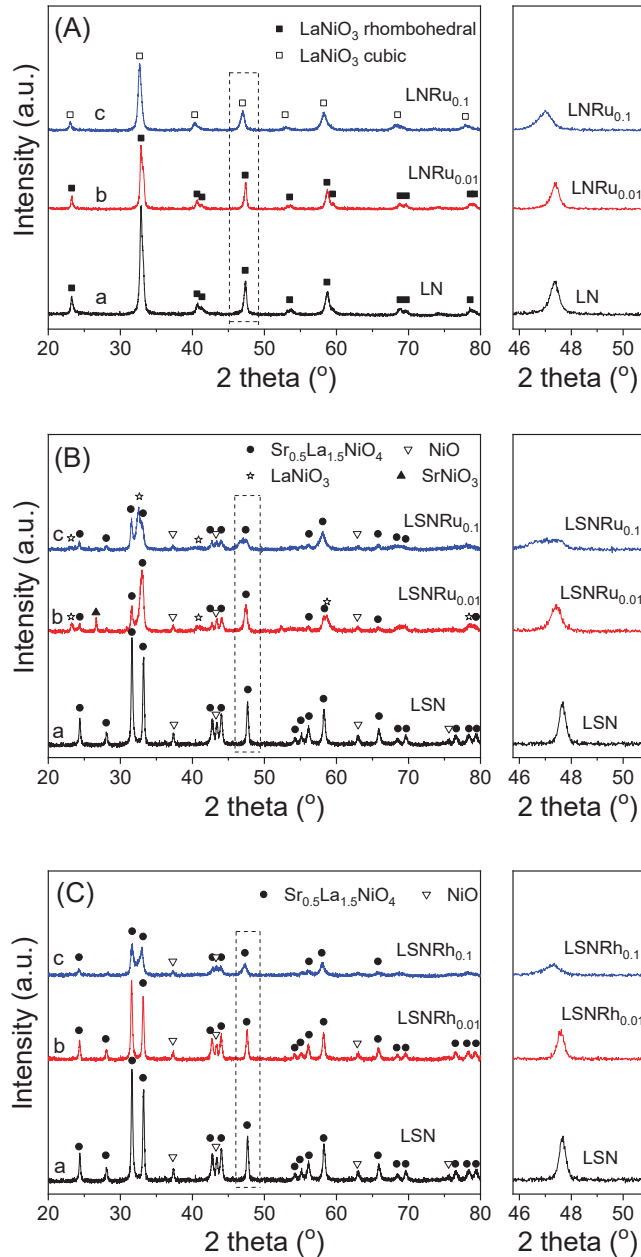 (A)
■ LaNiO₃ rhombohedral
□ LaNiO₃ cubic
c
LNRu₀.₁
b
LNRu₀.₀₁
a
LN
Intensity (a.u.)
20 30 40 50 60 70 80
2 theta (°)
LNRu₀.₁
LNRu₀.₀₁
LN
46 48 50
2 theta (°)
(B)
● Sr₀.₅La₁.₅NiO₄ ▽ NiO
☆ LaNiO₃ ▲ SrNiO₃
c
LSNRu₀.₁
b
LSNRu₀.₀₁
a
LSN
Intensity (a.u.)
20 30 40 50 60 70 80
2 theta (°)
LSNRu₀.₁
LSNRu₀.₀₁
LSN
46 48 50
2 theta (°)
(C)
● Sr₀.₅La₁.₅NiO₄ ▽ NiO
c
LSNRh₀.₁
b
LSNRh₀.₀₁
a
LSN
Intensity (a.u.)
20 30 40 50 60 70 80
2 theta (°)
LSNRh₀.₁
LSNRh₀.₀₁
LSN
46 48 50
2 theta (°)